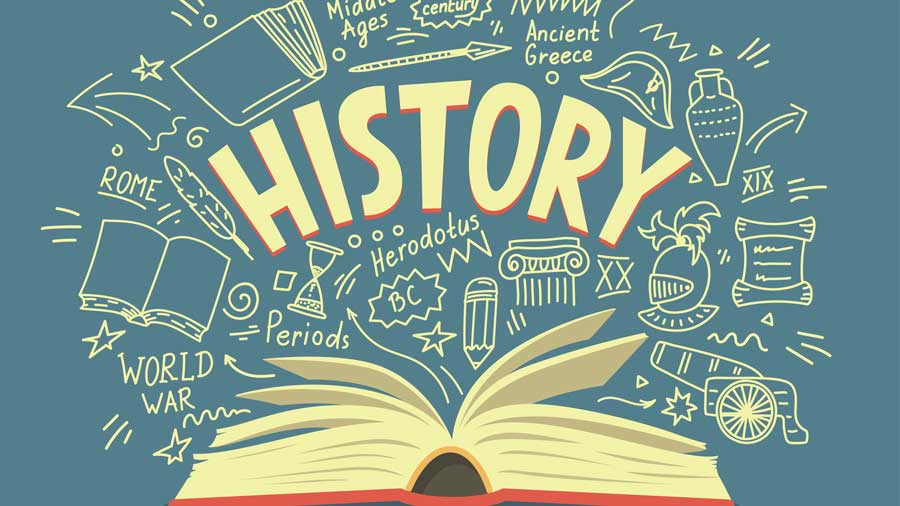 Middle
Ages
century
Ancient
Greece
HISTORY
ROME
XIX
Herodotus
BC
XX
Periods
WORLD
WAR